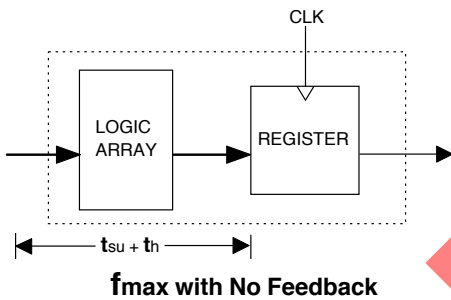 CLK
LOGIC
ARRAY
REGISTER
tsu + th
fmax with No Feedback